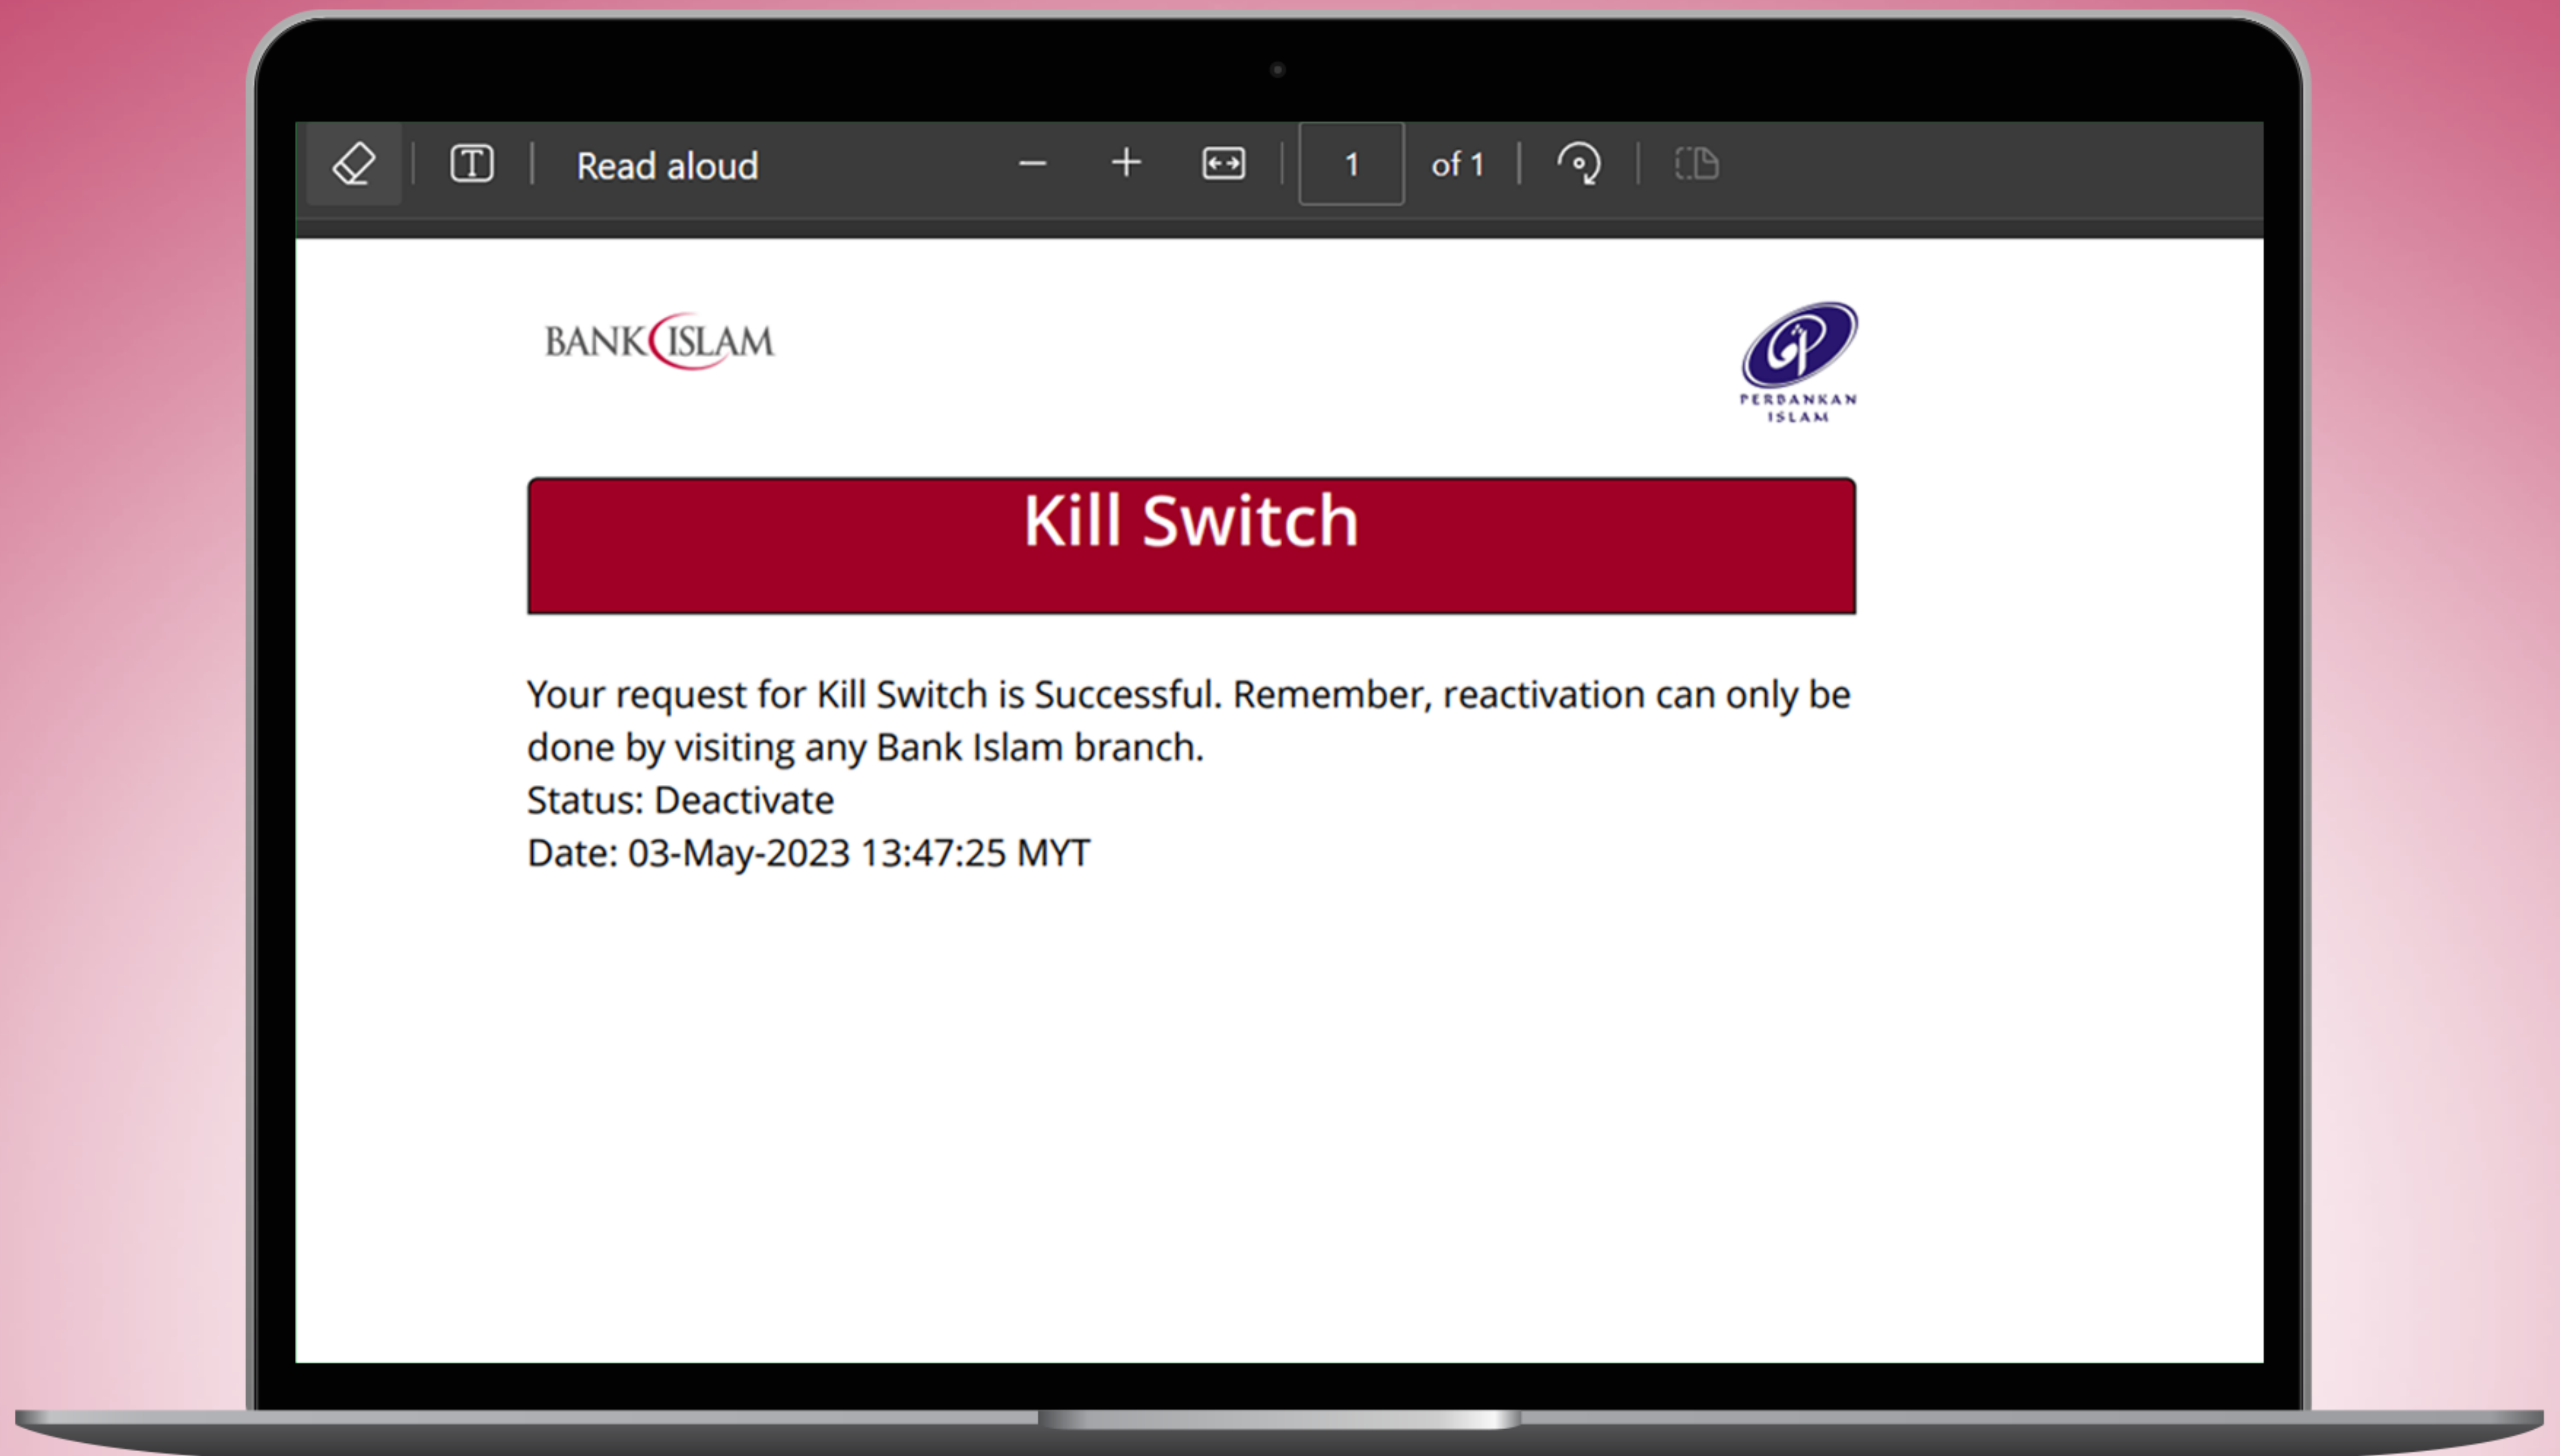 Read aloud
1 of 1
BANK ISLAM
PERBANKAN
ISLAM
Kill Switch
Your request for Kill Switch is Successful. Remember, reactivation can only be
done by visiting any Bank Islam branch.
Status: Deactivate
Date: 03-May-2023 13:47:25 MYT